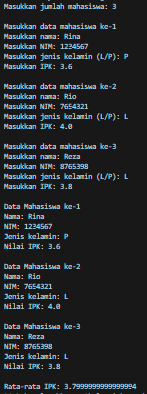 Masukkan jumlah mahasiswa: 3
Masukkan data mahasiswa ke-1
Masukkan nama: Rina
Masukkan NIM: 1234567
Masukkan jenis kelamin (L/P): P
Masukkan IPK: 3.6
Masukkan data mahasiswa ke-2
Masukkan nama: Rio
Masukkan NIM: 7654321
Masukkan jenis kelamin (L/P): L
Masukkan IPK: 4.0
Masukkan data mahasiswa ke-3
Masukkan nama: Reza
Masukkan NIM: 8765398
Masukkan jenis kelamin (L/P): L
Masukkan IPK: 3.8
Data Mahasiswa ke-1
Nama: Rina
NIM: 1234567
Jenis kelamin: P
Nilai IPK: 3.6
Data Mahasiswa ke-2
Nama: Rio
NIM: 7654321
Jenis kelamin: L
Nilai IPK: 4.0
Data Mahasiswa ke-3
Nama: Reza
NIM: 8765398
Jenis kelamin: L
Nilai IPK: 3.8
Rata-rata IPK: 3.7999999999999994